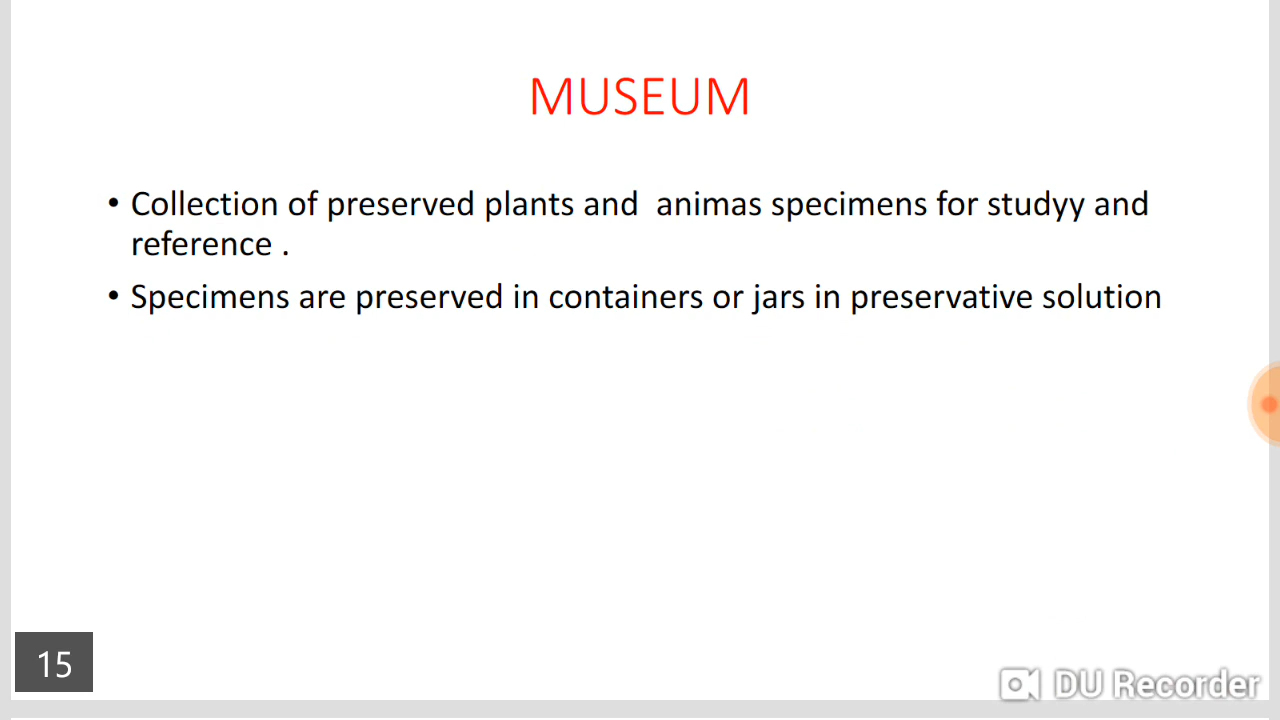 MUSEUM
• Collection of preserved plants and  animas specimens for studyy and
reference .
• Specimens are preserved in containers or jars in preservative solution
15
DU Recorder